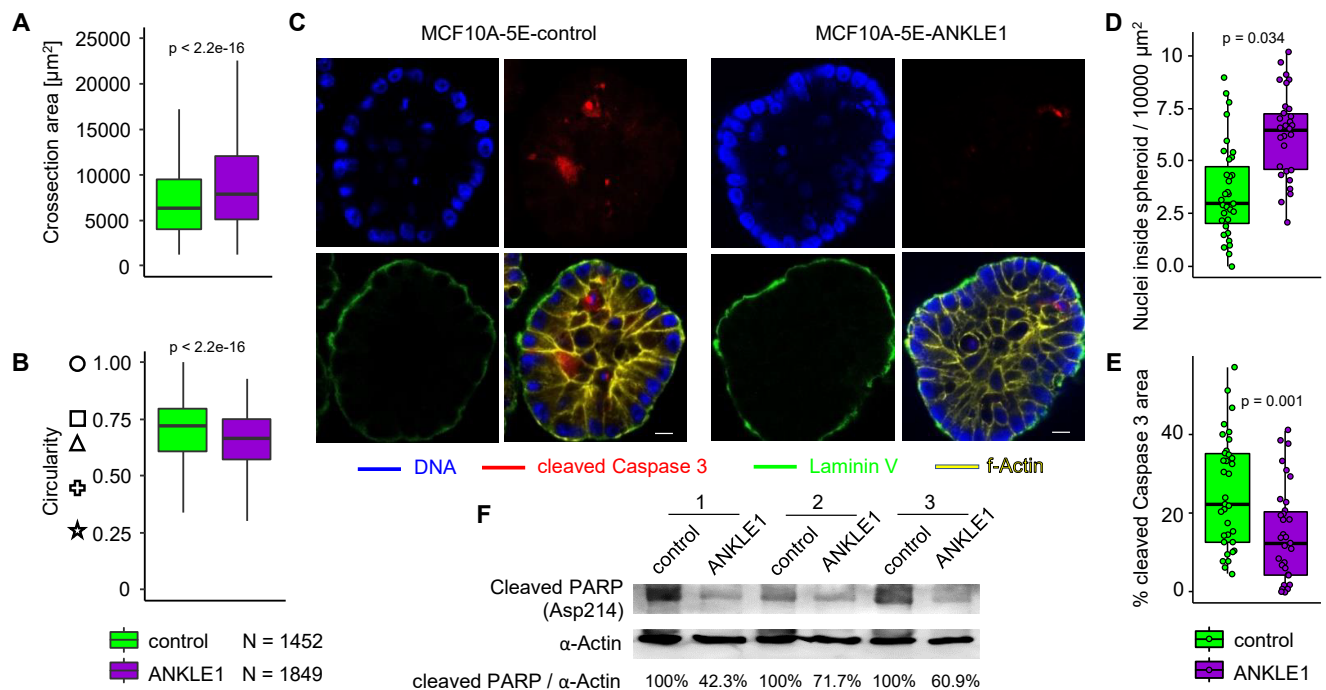 A
Crossection area [µm²]
25000
20000
15000
10000
5000
0
p < 2.2e-16
B
Circularity
1.00
0.75
0.50
0.25
0
p < 2.2e-16
control N = 1452
ANKLE1 N = 1849
C
MCF10A-5E-control
MCF10A-5E-ANKLE1
DNA
cleaved Caspase 3
Laminin V
f-Actin
D
Nuclei inside spheroid / 10000 µm²
10
7.5
5.0
2.5
0.0
p = 0.034
E
% cleaved Caspase 3 area
40
20
0
p = 0.001
control
ANKLE1
F
1 2 3
control ANKLE1 control ANKLE1 control ANKLE1
Cleaved PARP
(Asp214)
α-Actin
cleaved PARP / α-Actin 100% 42.3% 100% 71.7% 100% 60.9%